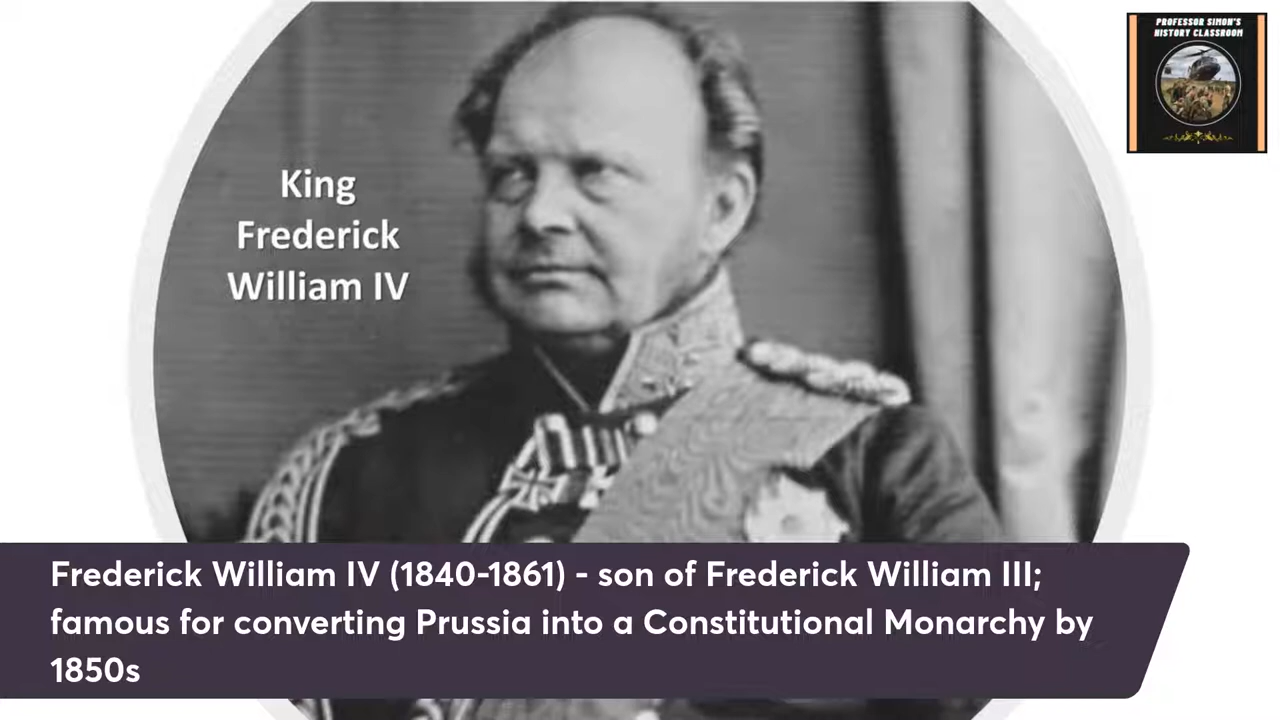 PROFESSOR SIMON'S
HISTORY CLASSROOM
King
Frederick
William IV
Frederick William IV (1840-1861) - son of Frederick William III;
famous for converting Prussia into a Constitutional Monarchy by
1850s